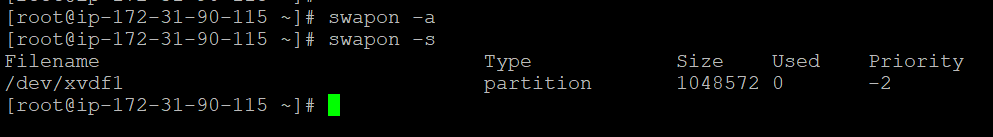 [root@ip-172-31-90-115 ~]# swapon -a
[root@ip-172-31-90-115 ~]# swapon -s
Filename Type Size Used Priority
/dev/xvdf1 partition 1048572 0 -2
[root@ip-172-31-90-115 ~]#